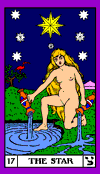 17 THE STAR צ